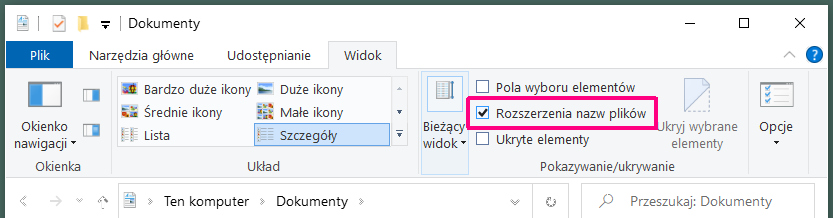 Dokumenty
Plik
Narzędzia główne
Udostępnianie
Widok
Okienko nawigacji
Okienka
Bardzo duże ikony
Duże ikony
Średnie ikony
Małe ikony
Lista
Szczegóły
Układ
Bieżący widok
Pola wyboru elementów
Rozszerzenia nazw plików
Ukryte elementy
Ukryj wybrane elementy
Pokazywanie/ukrywanie
Opcje
Ten komputer
Dokumenty
Przeszukaj: Dokumenty